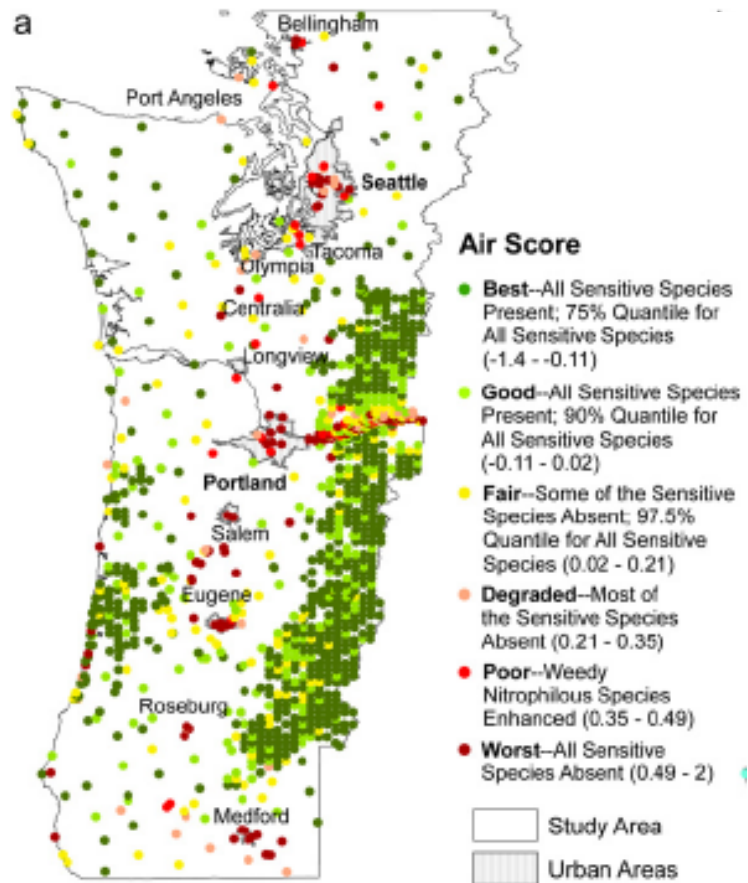 a
Bellingham
Port Angeles
Seattle
Tacoma
Olympia
Centralia
Longview
Portland
Salem
Eugene
Roseburg
Medford
Air Score
Best--All Sensitive Species
Present; 75% Quantile for
All Sensitive Species
(-1.4 - -0.11)
Good--All Sensitive Species
Present; 90% Quantile for
All Sensitive Species
(-0.11 - 0.02)
Fair--Some of the Sensitive
Species Absent; 97.5%
Quantile for All Sensitive
Species (0.02 - 0.21)
Degraded--Most of
the Sensitive Species
Absent (0.21 - 0.35)
Poor--Weedy
Nitrophilous Species
Enhanced (0.35 - 0.49)
Worst--All Sensitive
Species Absent (0.49 - 2)
Study Area
Urban Areas